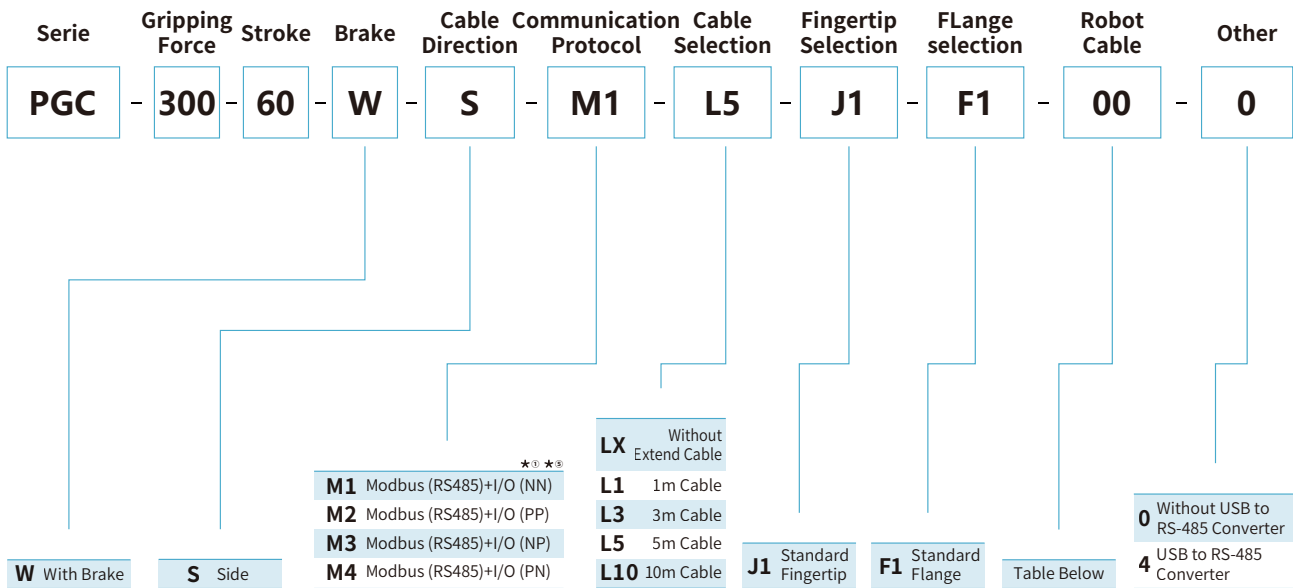 Serie
Gripping
Force
Stroke
Brake
Cable
Direction
Communication
Protocol
Cable
Selection
Fingertip
Selection
FLange
selection
Robot
Cable
Other
PGC - 300 - 60 - W - S - M1 - L5 - J1 - F1 - 00 - 0
W With Brake
S Side
★① ★⑤
M1 Modbus (RS485)+I/O (NN)
M2 Modbus (RS485)+I/O (PP)
M3 Modbus (RS485)+I/O (NP)
M4 Modbus (RS485)+I/O (PN)
LX Without
Extend Cable
L1 1m Cable
L3 3m Cable
L5 5m Cable
L10 10m Cable
J1 Standard
Fingertip
F1 Standard
Flange
Table Below
0 Without USB to
RS-485 Converter
4 USB to RS-485
Converter